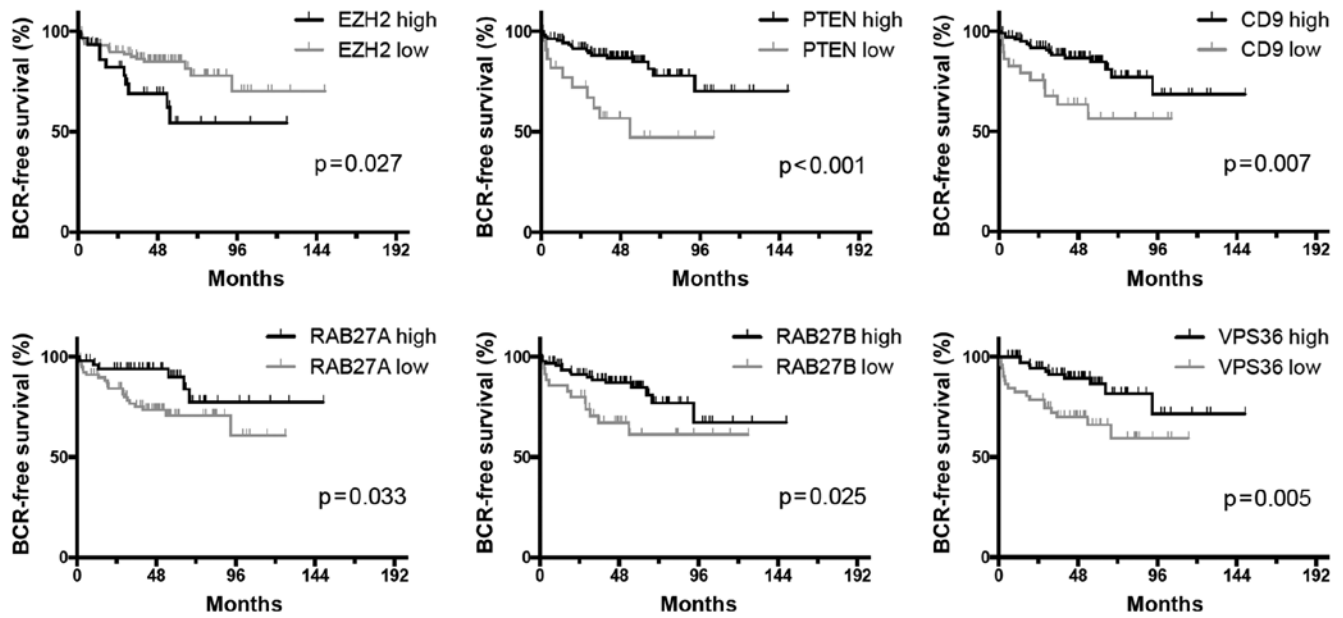 EZH2 high
EZH2 low
BCR-free survival (%)
100
50
0
p=0.027
0 48 96 144 192
Months
PTEN high
PTEN low
BCR-free survival (%)
100
50
0
p<0.001
0 48 96 144 192
Months
CD9 high
CD9 low
BCR-free survival (%)
100
50
0
p=0.007
0 48 96 144 192
Months
RAB27A high
RAB27A low
BCR-free survival (%)
100
50
0
p=0.033
0 48 96 144 192
Months
RAB27B high
RAB27B low
BCR-free survival (%)
100
50
0
p=0.025
0 48 96 144 192
Months
VPS36 high
VPS36 low
BCR-free survival (%)
100
50
0
p=0.005
0 48 96 144 192
Months